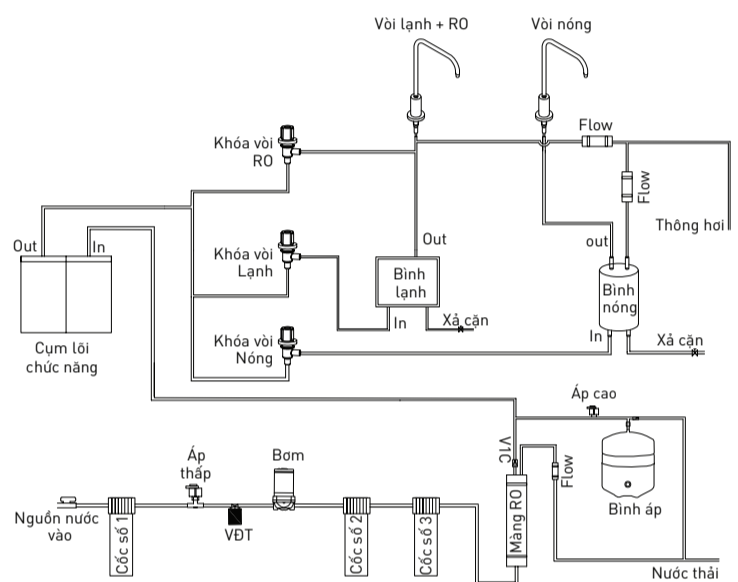 Vòi lạnh + RO
Vòi nóng
Flow
Khóa vòi
RO
Flow
Thông hơi
Out
In
Khóa vòi
Lạnh
Out
out
Bình
lạnh
Bình
nóng
In
Xả cặn
In
Xả cặn
Khóa vòi
Nóng
Cụm lõi
chức năng
Áp cao
Áp
thấp
Bơm
V1C
Flow
Bình áp
Nguồn nước
vào
Cốc số 1
VĐT
Cốc số 2
Cốc số 3
Màng RO
Nước thải